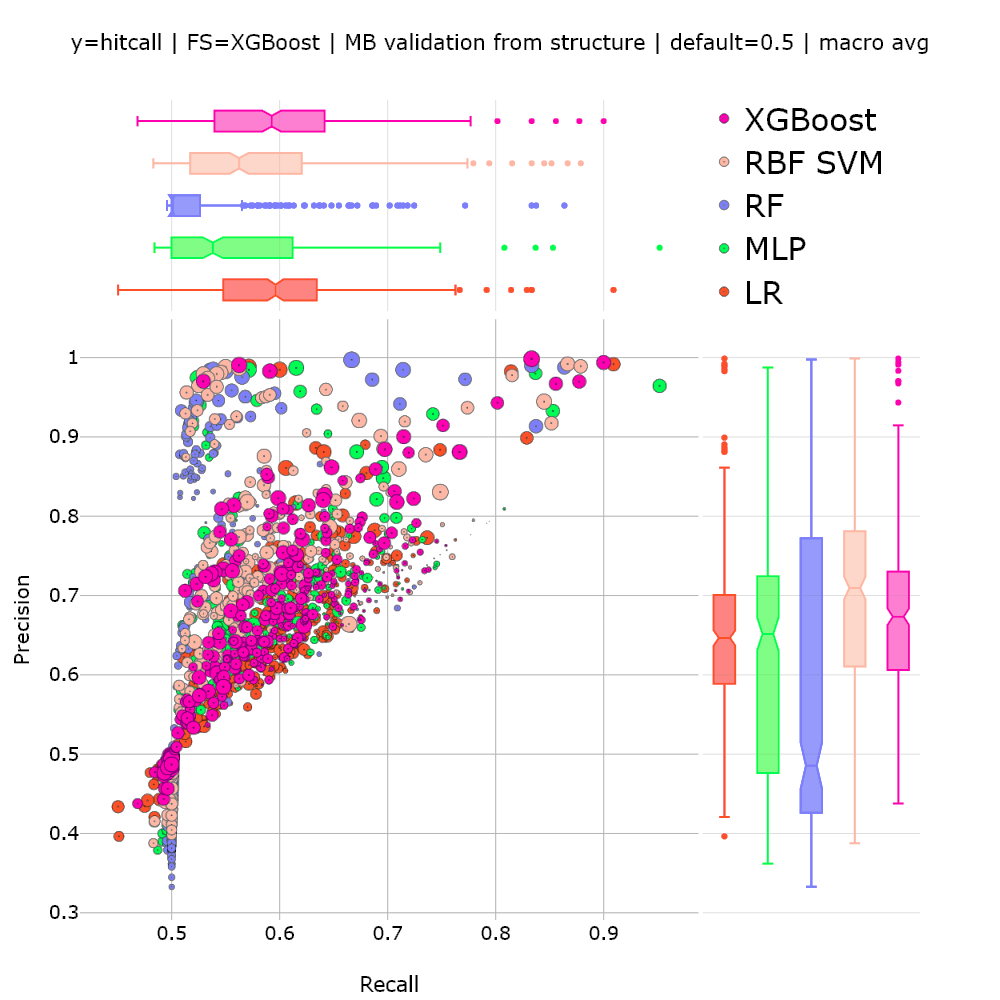 y=hitcall | FS=XGBoost | MB validation from structure | default=0.5 | macro avg
XGBoost
RBF SVM
RF
MLP
LR
1
0.9
0.8
0.7
0.6
0.5
0.4
0.3
Precision
0.5 0.6 0.7 0.8 0.9
Recall